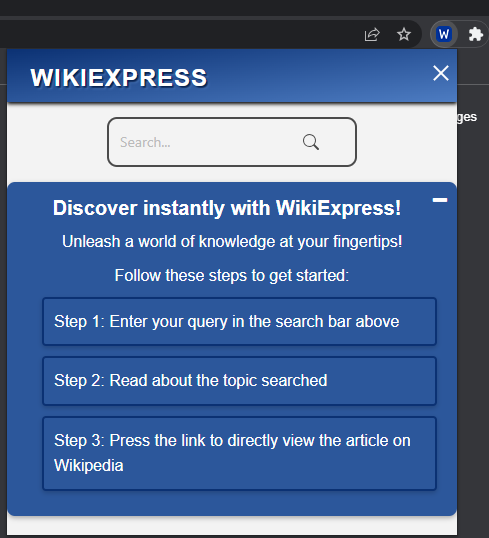 W
ges
WIKIEXPRESS
Search...
Discover instantly with WikiExpress!
Unleash a world of knowledge at your fingertips!
Follow these steps to get started:
Step 1: Enter your query in the search bar above
Step 2: Read about the topic searched
Step 3: Press the link to directly view the article on
Wikipedia